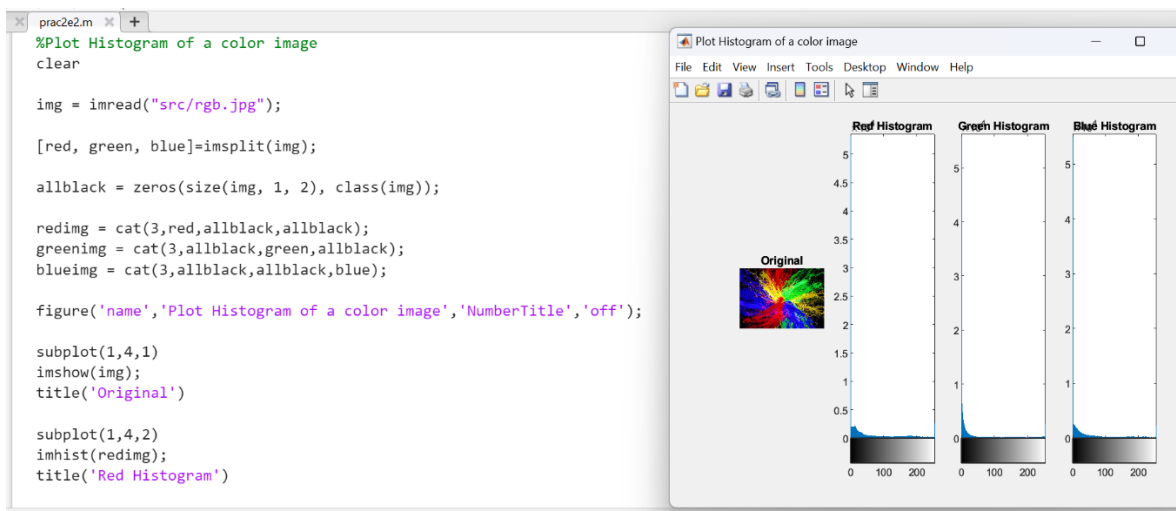 prac2e2.m
%Plot Histogram of a color image
clear
img = imread("src/rgb.jpg");
[red, green, blue]=imsplit(img);
allblack = zeros(size(img, 1, 2), class(img));
redimg = cat(3,red,allblack,allblack);
greenimg = cat(3,allblack,green,allblack);
blueimg = cat(3,allblack,allblack,blue);
figure('name','Plot Histogram of a color image','NumberTitle','off');
subplot(1,4,1)
imshow(img);
title('Original')
subplot(1,4,2)
imhist(redimg);
title('Red Histogram')
Plot Histogram of a color image
File Edit View Insert Tools Desktop Window Help
Original
Red Histogram
5
4.5
4
3.5
3
2.5
2
1.5
1
0.5
0
0 100 200
Green Histogram
5
4
3
2
1
0
0 100 200
Blue Histogram
5
4
3
2
1
0
0 100 200